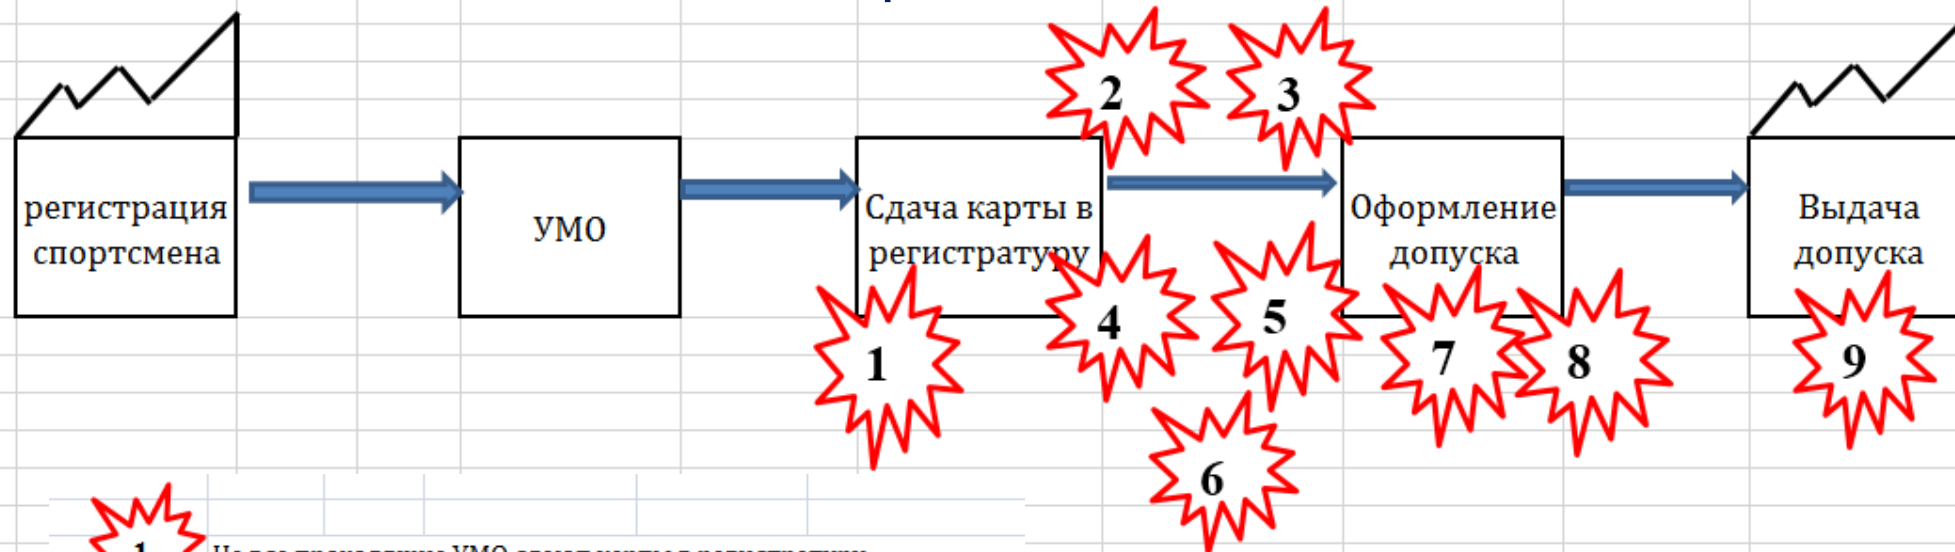 2
3
регистрация
спортсмена
УМО
Сдача карты в
регистратуру
Оформление
допуска
Выдача
допуска
1
4
5
7
8
9
6
1